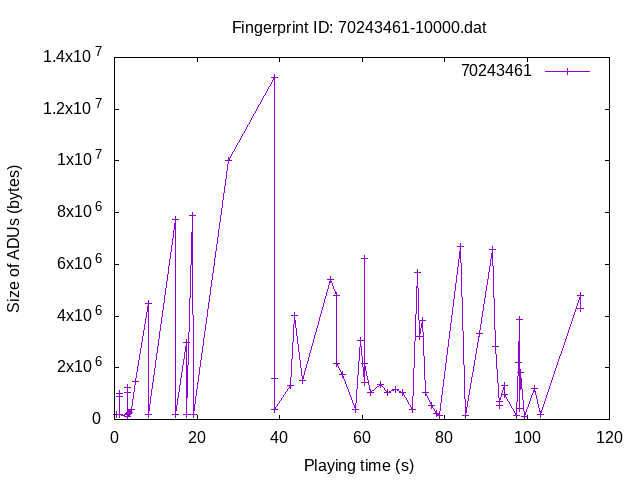 Fingerprint ID: 70243461-10000.dat
70243461
Size of ADUs (bytes)
1.4x10^7
1.2x10^7
1x10^7
8x10^6
6x10^6
4x10^6
2x10^6
0
0 20 40 60 80 100 120
Playing time (s)